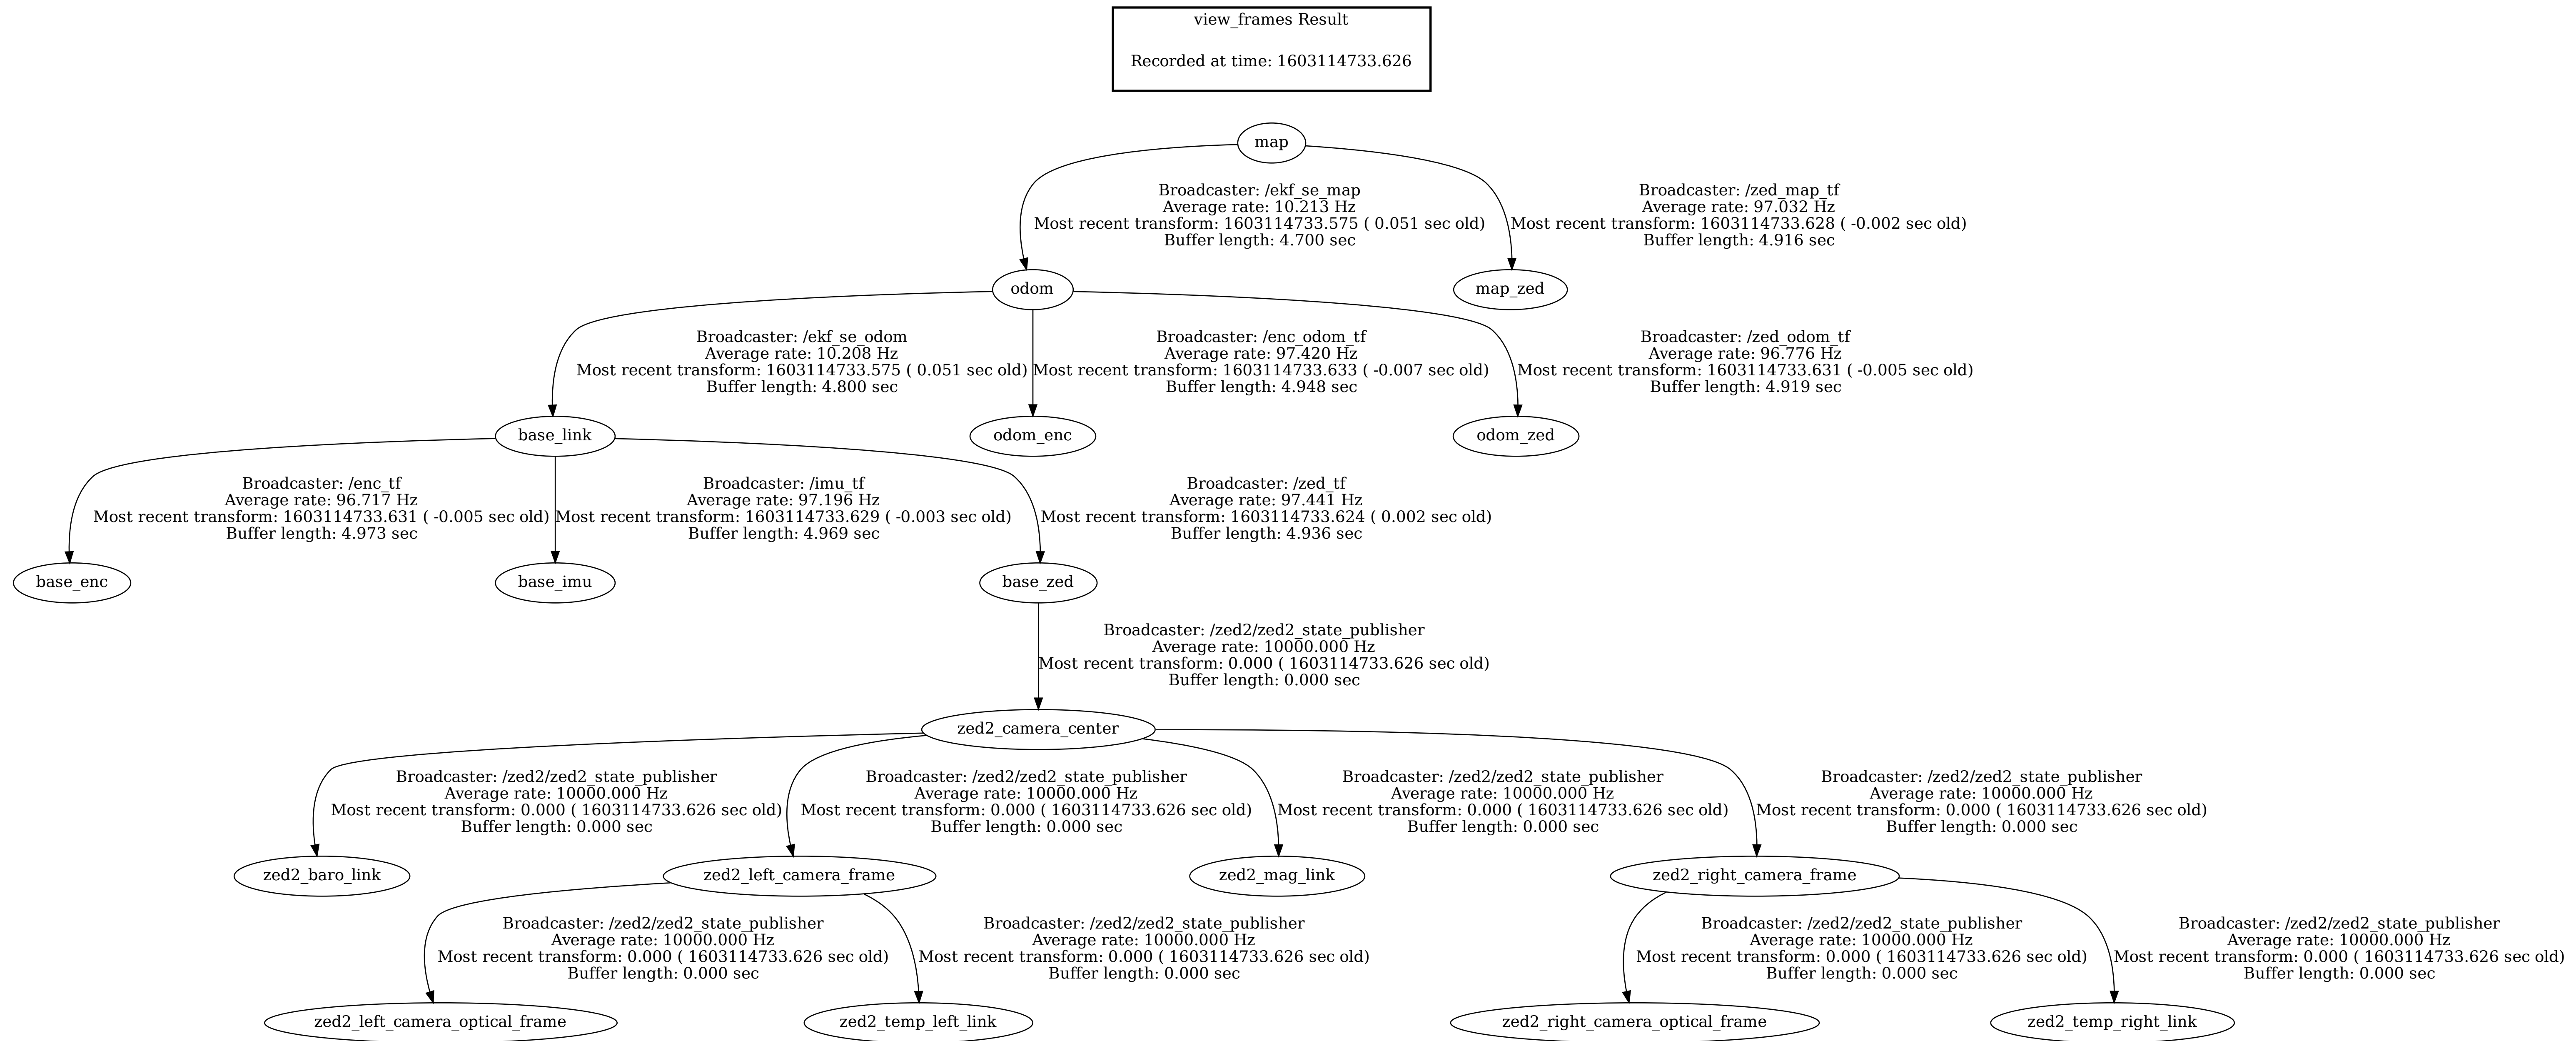 view_frames Result
Recorded at time: 1603114733.626
map
Broadcaster: /ekf_se_map
Average rate: 10.213 Hz
Most recent transform: 1603114733.575 ( 0.051 sec old)
Buffer length: 4.700 sec
Broadcaster: /zed_map_tf
Average rate: 97.032 Hz
Most recent transform: 1603114733.628 ( -0.002 sec old)
Buffer length: 4.916 sec
odom
map_zed
Broadcaster: /ekf_se_odom
Average rate: 10.208 Hz
Most recent transform: 1603114733.575 ( 0.051 sec old)
Buffer length: 4.800 sec
Broadcaster: /enc_odom_tf
Average rate: 97.420 Hz
Most recent transform: 1603114733.633 ( -0.007 sec old)
Buffer length: 4.948 sec
Broadcaster: /zed_odom_tf
Average rate: 96.776 Hz
Most recent transform: 1603114733.631 ( -0.005 sec old)
Buffer length: 4.919 sec
base_link
odom_enc
odom_zed
Broadcaster: /enc_tf
Average rate: 96.717 Hz
Most recent transform: 1603114733.631 ( -0.005 sec old)
Buffer length: 4.973 sec
Broadcaster: /imu_tf
Average rate: 97.196 Hz
Most recent transform: 1603114733.629 ( -0.003 sec old)
Buffer length: 4.969 sec
Broadcaster: /zed_tf
Average rate: 97.441 Hz
Most recent transform: 1603114733.624 ( 0.002 sec old)
Buffer length: 4.936 sec
base_enc
base_imu
base_zed
Broadcaster: /zed2/zed2_state_publisher
Average rate: 10000.000 Hz
Most recent transform: 0.000 ( 1603114733.626 sec old)
Buffer length: 0.000 sec
zed2_camera_center
Broadcaster: /zed2/zed2_state_publisher
Average rate: 10000.000 Hz
Most recent transform: 0.000 ( 1603114733.626 sec old)
Buffer length: 0.000 sec
Broadcaster: /zed2/zed2_state_publisher
Average rate: 10000.000 Hz
Most recent transform: 0.000 ( 1603114733.626 sec old)
Buffer length: 0.000 sec
Broadcaster: /zed2/zed2_state_publisher
Average rate: 10000.000 Hz
Most recent transform: 0.000 ( 1603114733.626 sec old)
Buffer length: 0.000 sec
Broadcaster: /zed2/zed2_state_publisher
Average rate: 10000.000 Hz
Most recent transform: 0.000 ( 1603114733.626 sec old)
Buffer length: 0.000 sec
zed2_baro_link
zed2_left_camera_frame
zed2_mag_link
zed2_right_camera_frame
Broadcaster: /zed2/zed2_state_publisher
Average rate: 10000.000 Hz
Most recent transform: 0.000 ( 1603114733.626 sec old)
Buffer length: 0.000 sec
Broadcaster: /zed2/zed2_state_publisher
Average rate: 10000.000 Hz
Most recent transform: 0.000 ( 1603114733.626 sec old)
Buffer length: 0.000 sec
Broadcaster: /zed2/zed2_state_publisher
Average rate: 10000.000 Hz
Most recent transform: 0.000 ( 1603114733.626 sec old)
Buffer length: 0.000 sec
Broadcaster: /zed2/zed2_state_publisher
Average rate: 10000.000 Hz
Most recent transform: 0.000 ( 1603114733.626 sec old)
Buffer length: 0.000 sec
zed2_left_camera_optical_frame
zed2_temp_left_link
zed2_right_camera_optical_frame
zed2_temp_right_link